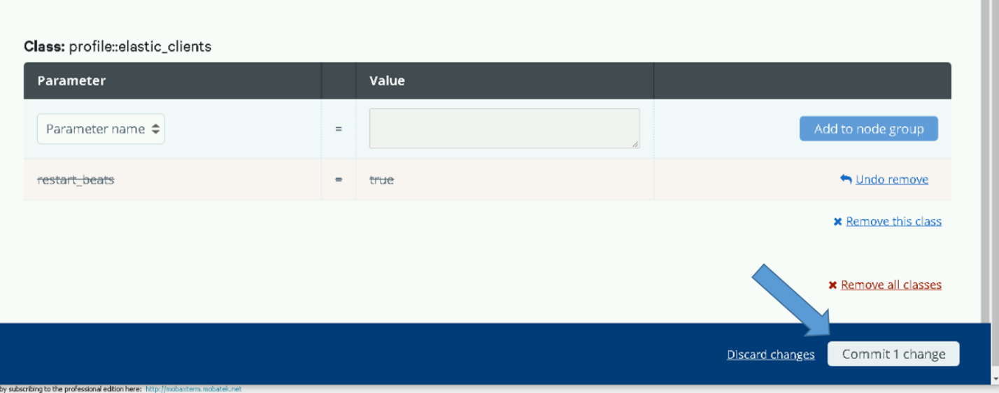 Class: profile::elastic_clients
Parameter Value
Parameter name = Add to node group
restart_beats = true Undo remove
Remove this class
Remove all classes
Discard changes Commit 1 change
by subscribing to the professional edition here: http://mobaxterm.mobatek.net